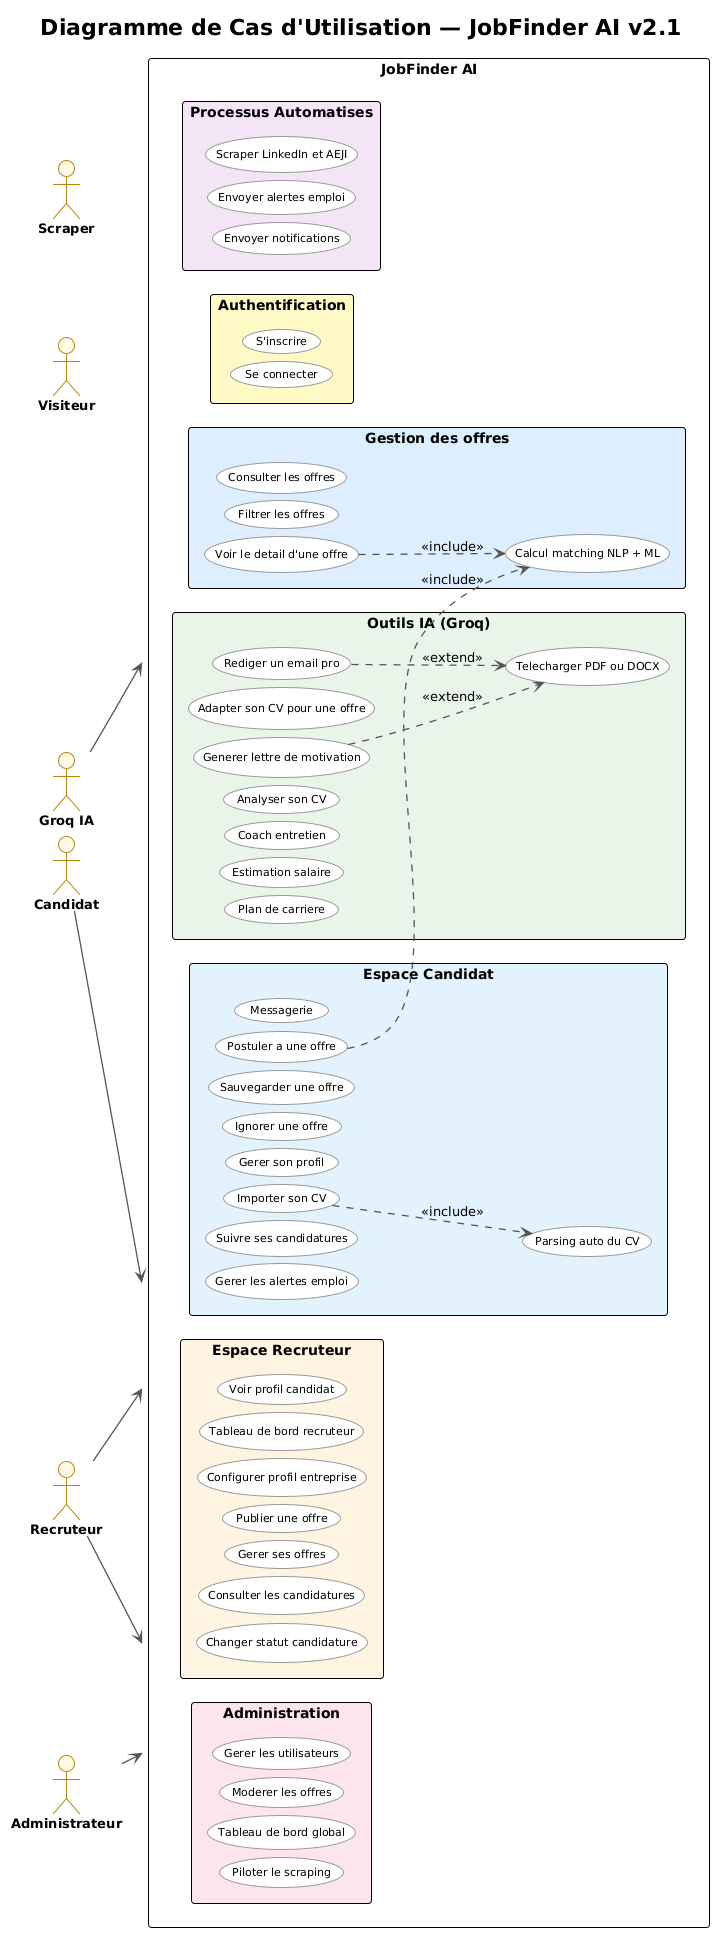 Diagramme de Cas d'Utilisation — JobFinder AI v2.1
JobFinder AI
Processus Automatises
Scraper LinkedIn et AEJI
Envoyer alertes emploi
Envoyer notifications
Scraper
Authentification
S'inscrire
Se connecter
Visiteur
Gestion des offres
Consulter les offres
Filtrer les offres
Voir le detail d'une offre
«include»
Calcul matching NLP + ML
«include»
Outils IA (Groq)
Rediger un email pro
«extend»
Telecharger PDF ou DOCX
Adapter son CV pour une offre
«extend»
Generer lettre de motivation
Analyser son CV
Coach entretien
Estimation salaire
Plan de carriere
Groq IA
Candidat
Espace Candidat
Messagerie
Postuler a une offre
Sauvegarder une offre
Ignorer une offre
Gerer son profil
Importer son CV
«include»
Parsing auto du CV
Suivre ses candidatures
Gerer les alertes emploi
Espace Recruteur
Voir profil candidat
Tableau de bord recruteur
Configurer profil entreprise
Publier une offre
Gerer ses offres
Consulter les candidatures
Changer statut candidature
Recruteur
Administration
Gerer les utilisateurs
Moderer les offres
Tableau de bord global
Piloter le scraping
Administrateur